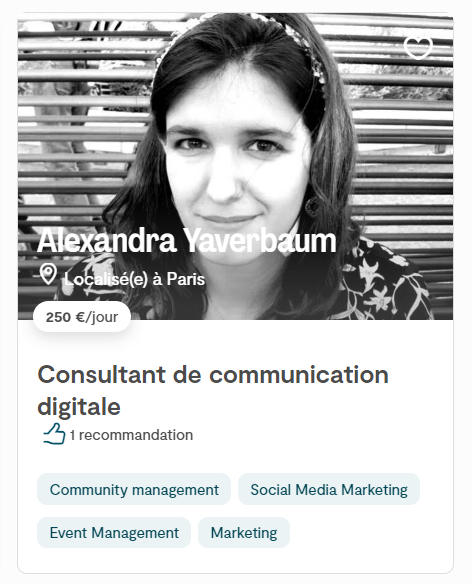 Alexandra Yaverbaum
Localisé(e) à Paris
250 €/jour
Consultant de communication
digitale
1 recommandation
Community management
Social Media Marketing
Event Management
Marketing